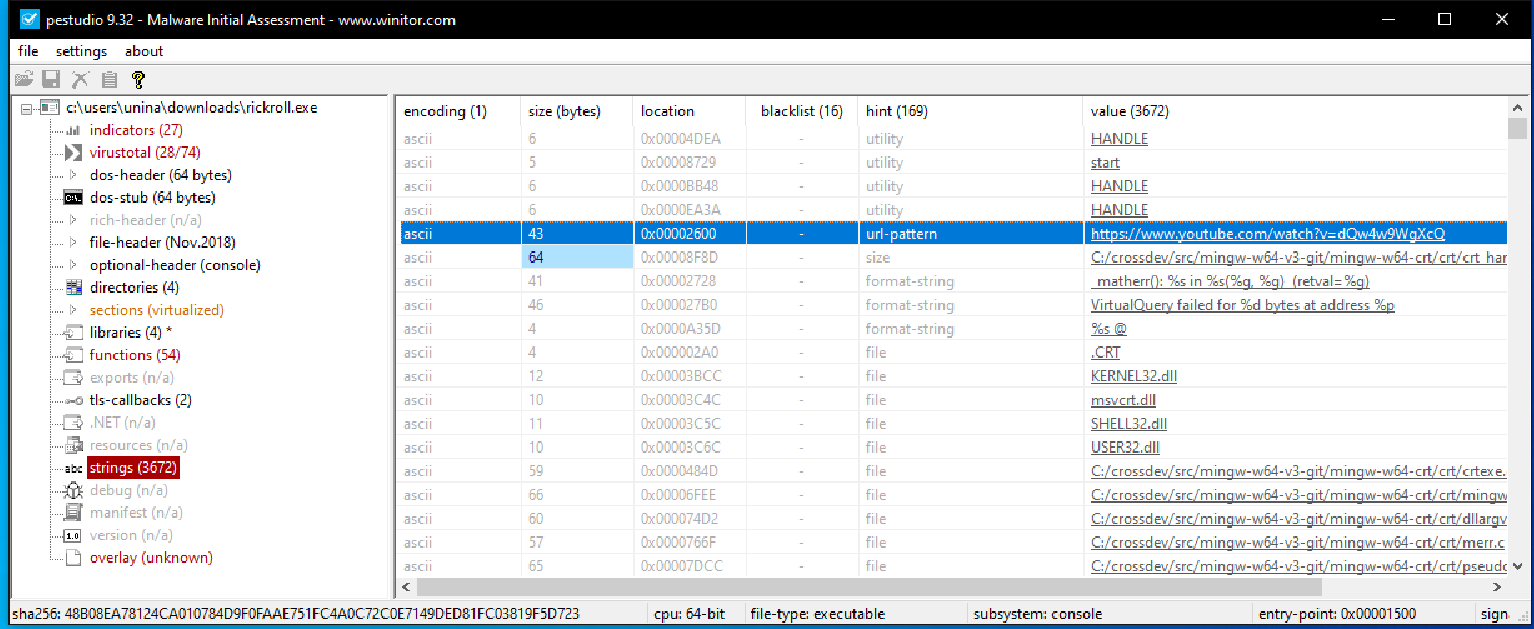 pestudio 9.32 - Malware Initial Assessment - www.winitor.com
file settings about
c:\users\unina\downloads\rickroll.exe
indicators (27)
virustotal (28/74)
dos-header (64 bytes)
dos-stub (64 bytes)
rich-header (n/a)
file-header (Nov.2018)
optional-header (console)
directories (4)
sections (virtualized)
libraries (4) *
functions (54)
exports (n/a)
tls-callbacks (2)
.NET (n/a)
resources (n/a)
abc strings (3672)
debug (n/a)
manifest (n/a)
1.0 version (n/a)
overlay (unknown)
encoding (1) size (bytes) location blacklist (16) hint (169) value (3672)
ascii 6 0x00004DEA - utility HANDLE
ascii 5 0x00008729 - utility start
ascii 6 0x0000BB48 - utility HANDLE
ascii 6 0x0000EA3A - utility HANDLE
ascii 43 0x00002600 - url-pattern https://www.youtube.com/watch?v=dQw4w9WgXcQ
ascii 64 0x00008F8D - size C:/crossdev/src/mingw-w64-v3-git/mingw-w64-crt/crt/crt_har
ascii 41 0x00002728 - format-string _matherr(): %s in %s(%g, %g)  (retval=%g)
ascii 46 0x000027B0 - format-string VirtualQuery failed for %d bytes at address %p
ascii 4 0x0000A35D - format-string %s @
ascii 4 0x000002A0 - file .CRT
ascii 12 0x00003BCC - file KERNEL32.dll
ascii 10 0x00003C4C - file msvcrt.dll
ascii 11 0x00003C5C - file SHELL32.dll
ascii 10 0x00003C6C - file USER32.dll
ascii 59 0x0000484D - file C:/crossdev/src/mingw-w64-v3-git/mingw-w64-crt/crt/crtexe.
ascii 66 0x00006FEE - file C:/crossdev/src/mingw-w64-v3-git/mingw-w64-crt/crt/mingw
ascii 60 0x000074D2 - file C:/crossdev/src/mingw-w64-v3-git/mingw-w64-crt/crt/dllargv
ascii 57 0x0000766F - file C:/crossdev/src/mingw-w64-v3-git/mingw-w64-crt/crt/merr.c
ascii 65 0x00007DCC - file C:/crossdev/src/mingw-w64-v3-git/mingw-w64-crt/crt/pseudo
sha256: 48B08EA78124CA010784D9F0FAAE751FC4A0C72C0E7149DED81FC03819F5D723 cpu: 64-bit file-type: executable subsystem: console entry-point: 0x00001500 sign